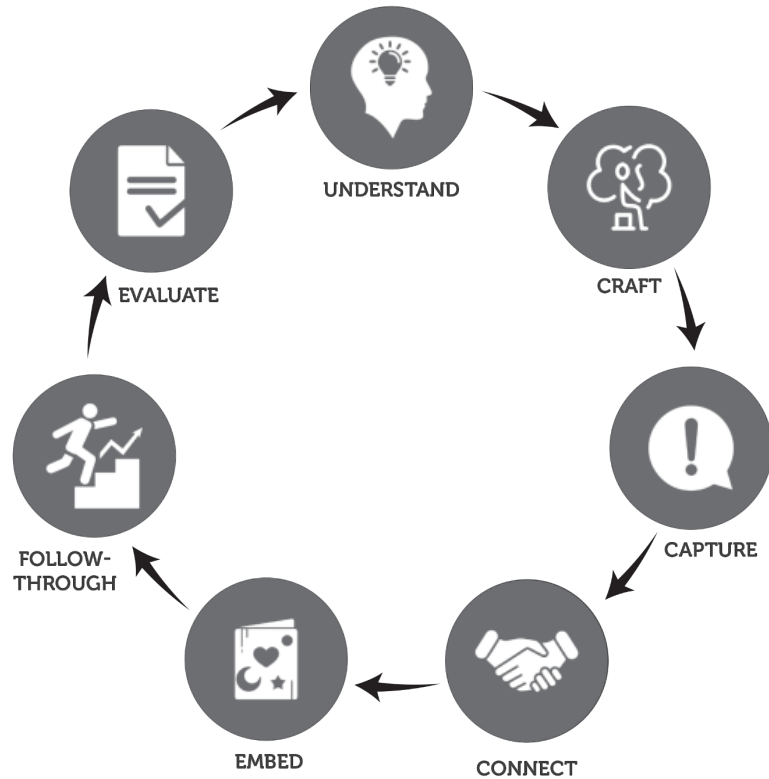 UNDERSTAND
CRAFT
CAPTURE
CONNECT
EMBED
FOLLOW-
THROUGH
EVALUATE